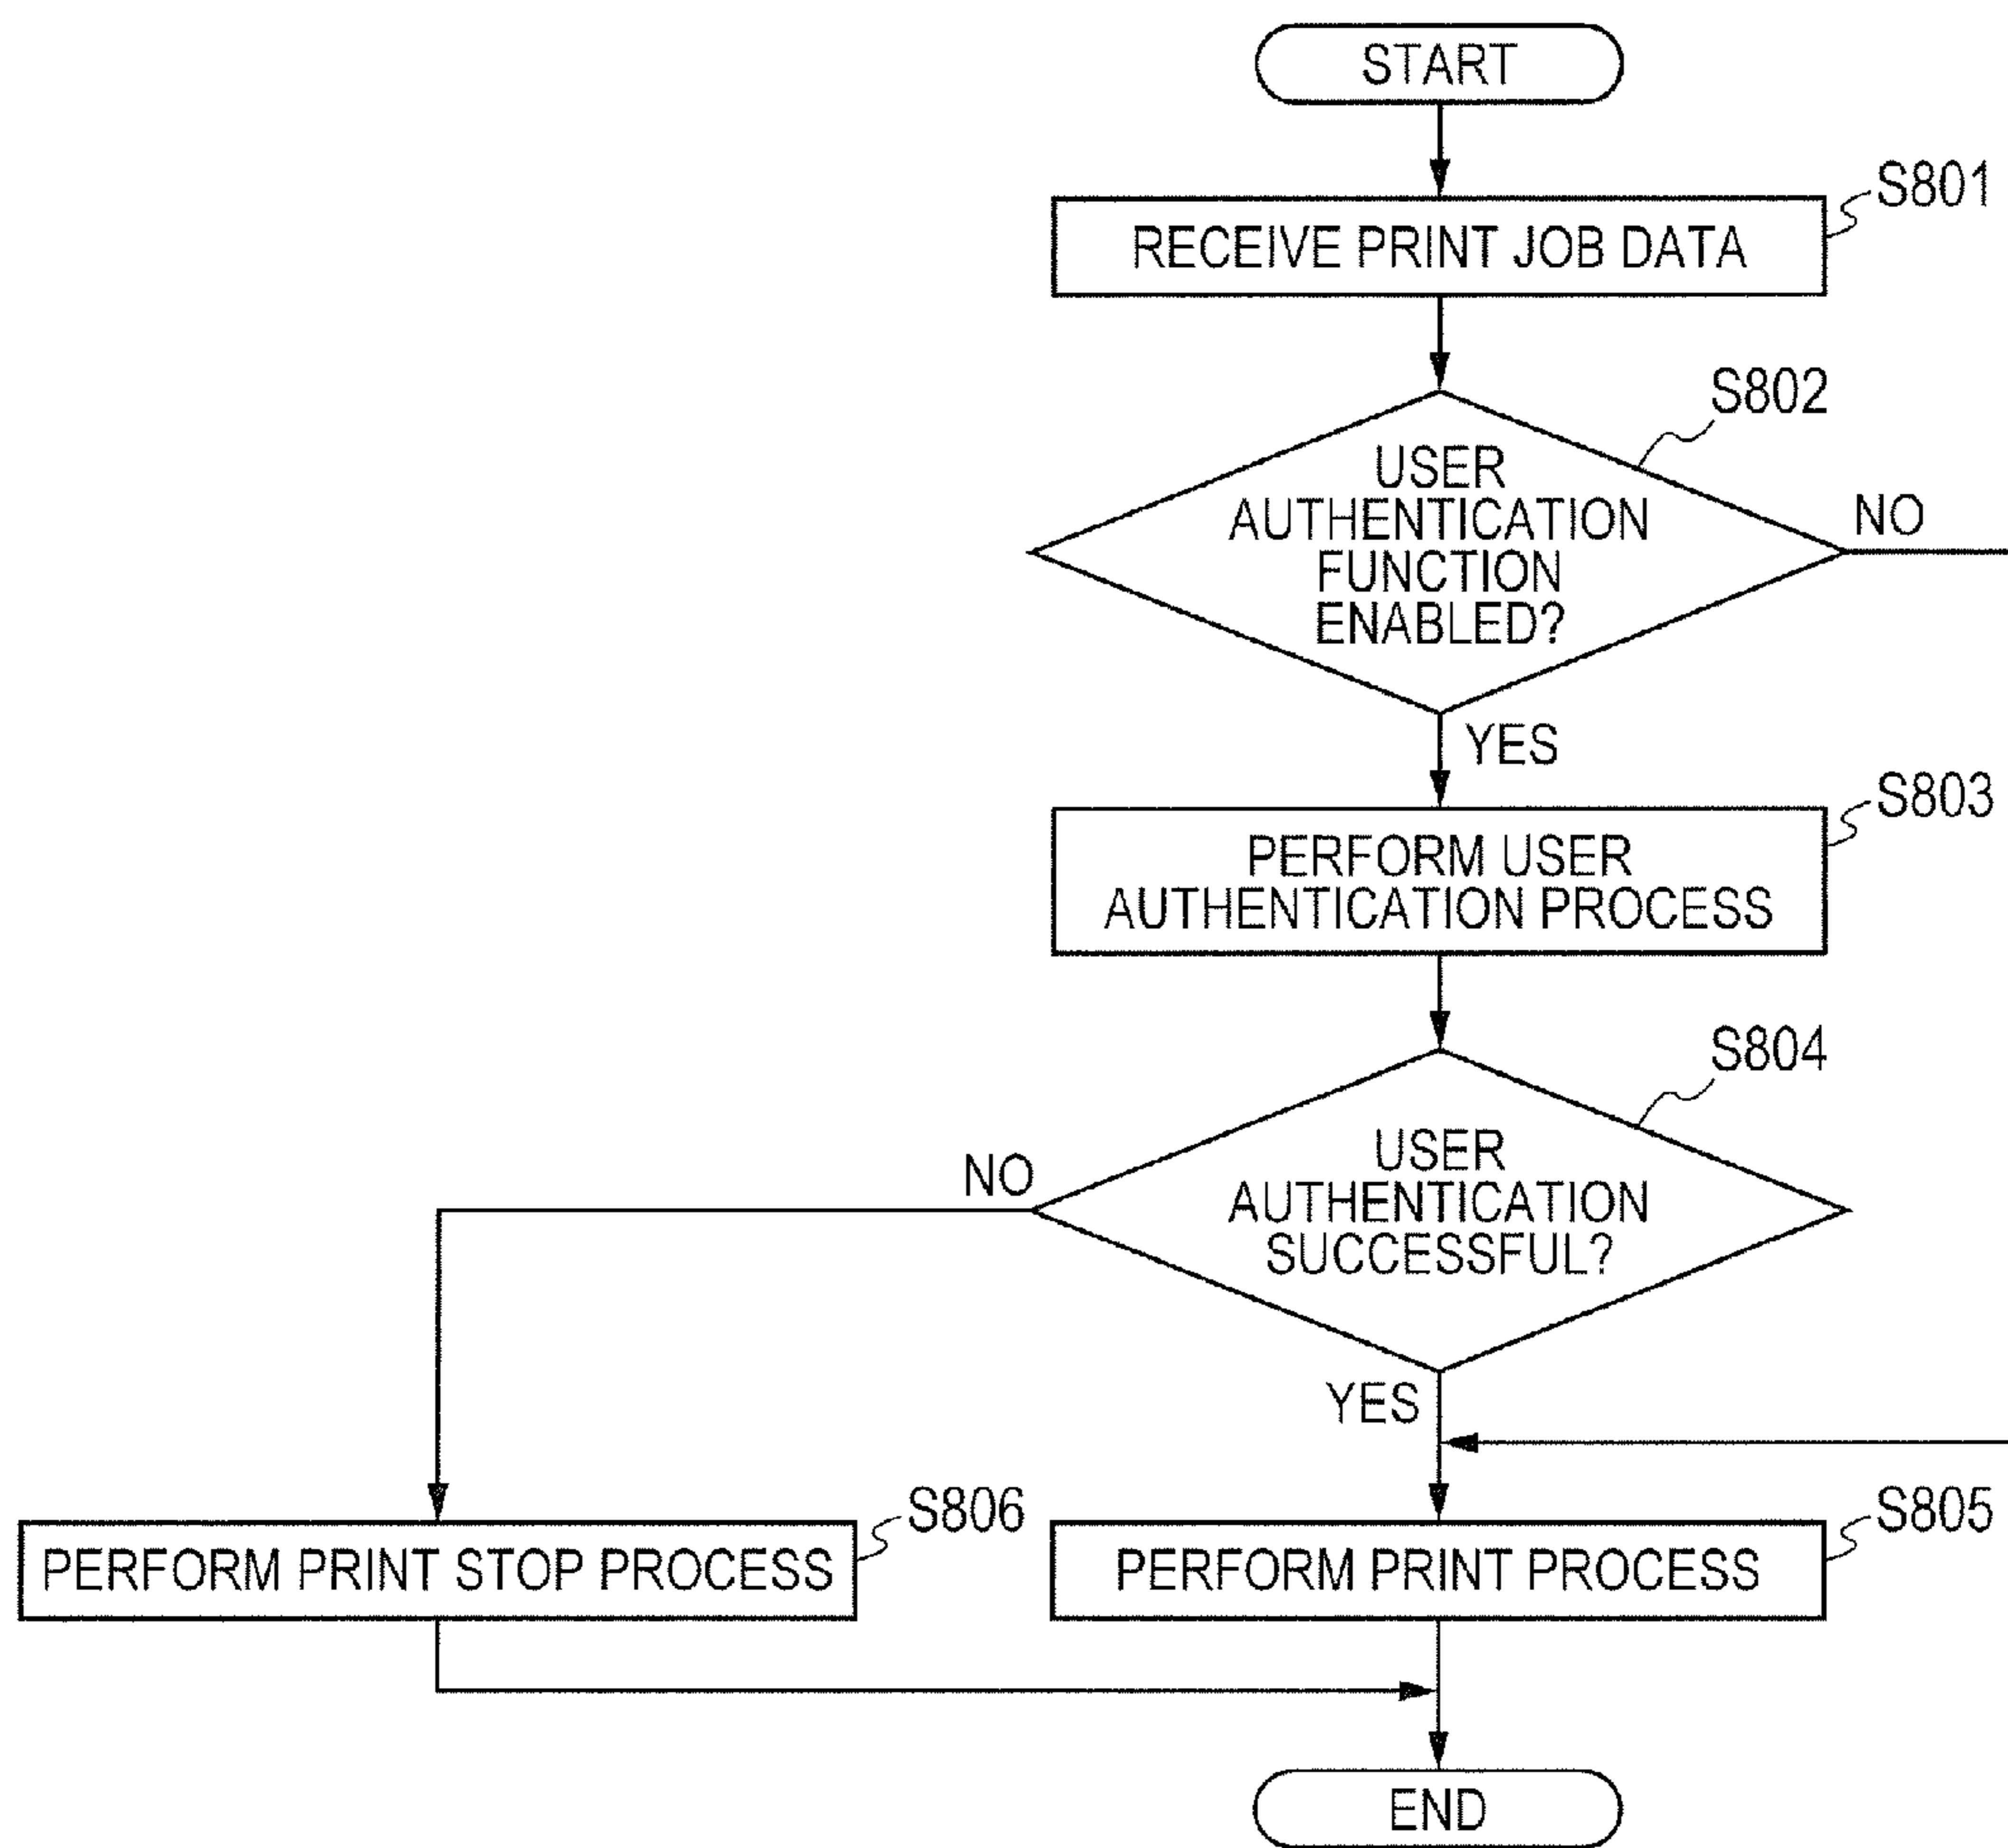 START
S801
RECEIVE PRINT JOB DATA
S802
USER
AUTHENTICATION
FUNCTION
ENABLED?
NO
YES
S803
PERFORM USER
AUTHENTICATION PROCESS
S804
USER
AUTHENTICATION
SUCCESSFUL?
NO
YES
S806
PERFORM PRINT STOP PROCESS
S805
PERFORM PRINT PROCESS
END